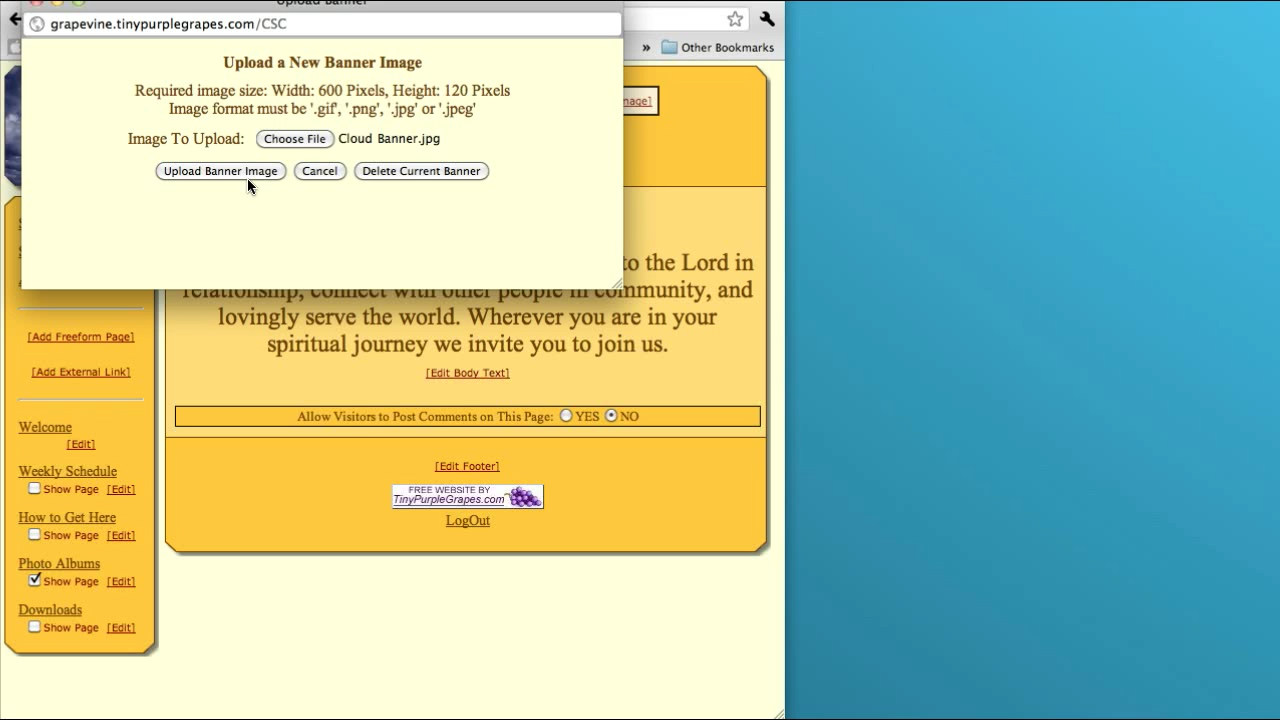 Upload Banner
grapevine.tinypurplegrapes.com/CSC
» Other Bookmarks
Upload a New Banner Image
Required image size: Width: 600 Pixels, Height: 120 Pixels
Image format must be '.gif', '.png', '.jpg' or '.jpeg'
Image To Upload: Choose File Cloud Banner.jpg
Upload Banner Image Cancel Delete Current Banner
to the Lord in
relationship, connect with other people in community, and
lovingly serve the world. Wherever you are in your
spiritual journey we invite you to join us.
[Edit Body Text]
Allow Visitors to Post Comments on This Page: YES NO
[Edit Footer]
FREE WEBSITE BY
TinyPurpleGrapes.com
LogOut
[Add Freeform Page]
[Add External Link]
Welcome
[Edit]
Weekly Schedule
Show Page [Edit]
How to Get Here
Show Page [Edit]
Photo Albums
Show Page [Edit]
Downloads
Show Page [Edit]